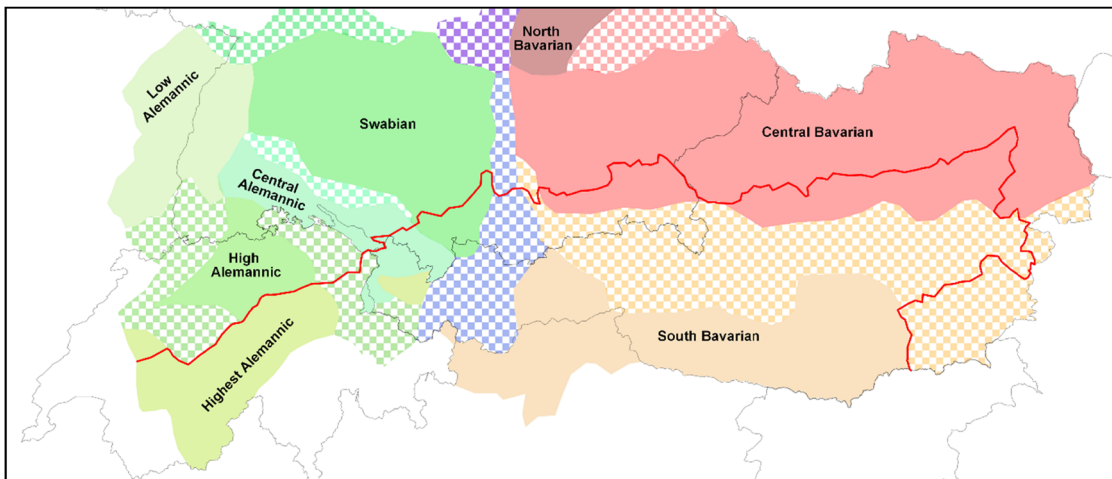 North
Bavarian
Low
Alemannic
Swabian
Central Bavarian
Central
Alemannic
High
Alemannic
South Bavarian
Highest Alemannic